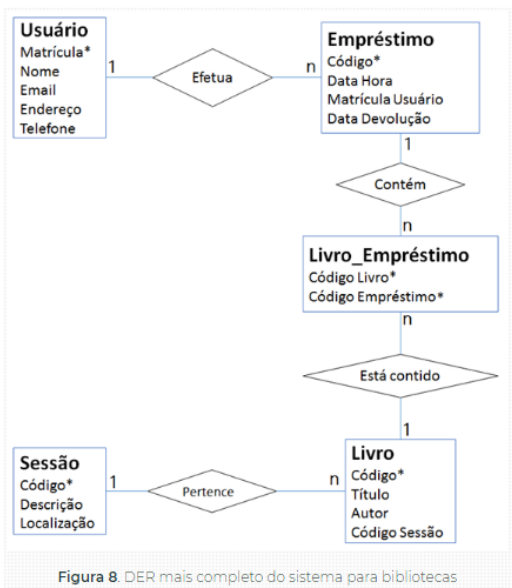 Usuário
Matrícula*
Nome
Email
Endereço
Telefone
1
Efetua
n
Empréstimo
Código*
Data Hora
Matrícula Usuário
Data Devolução
1
Contém
n
Livro_Empréstimo
Código Livro*
Código Empréstimo*
n
Está contido
1
Sessão
Código*
Descrição
Localização
1
Pertence
n
Livro
Código*
Título
Autor
Código Sessão
Figura 8. DER mais completo do sistema para bibliotecas